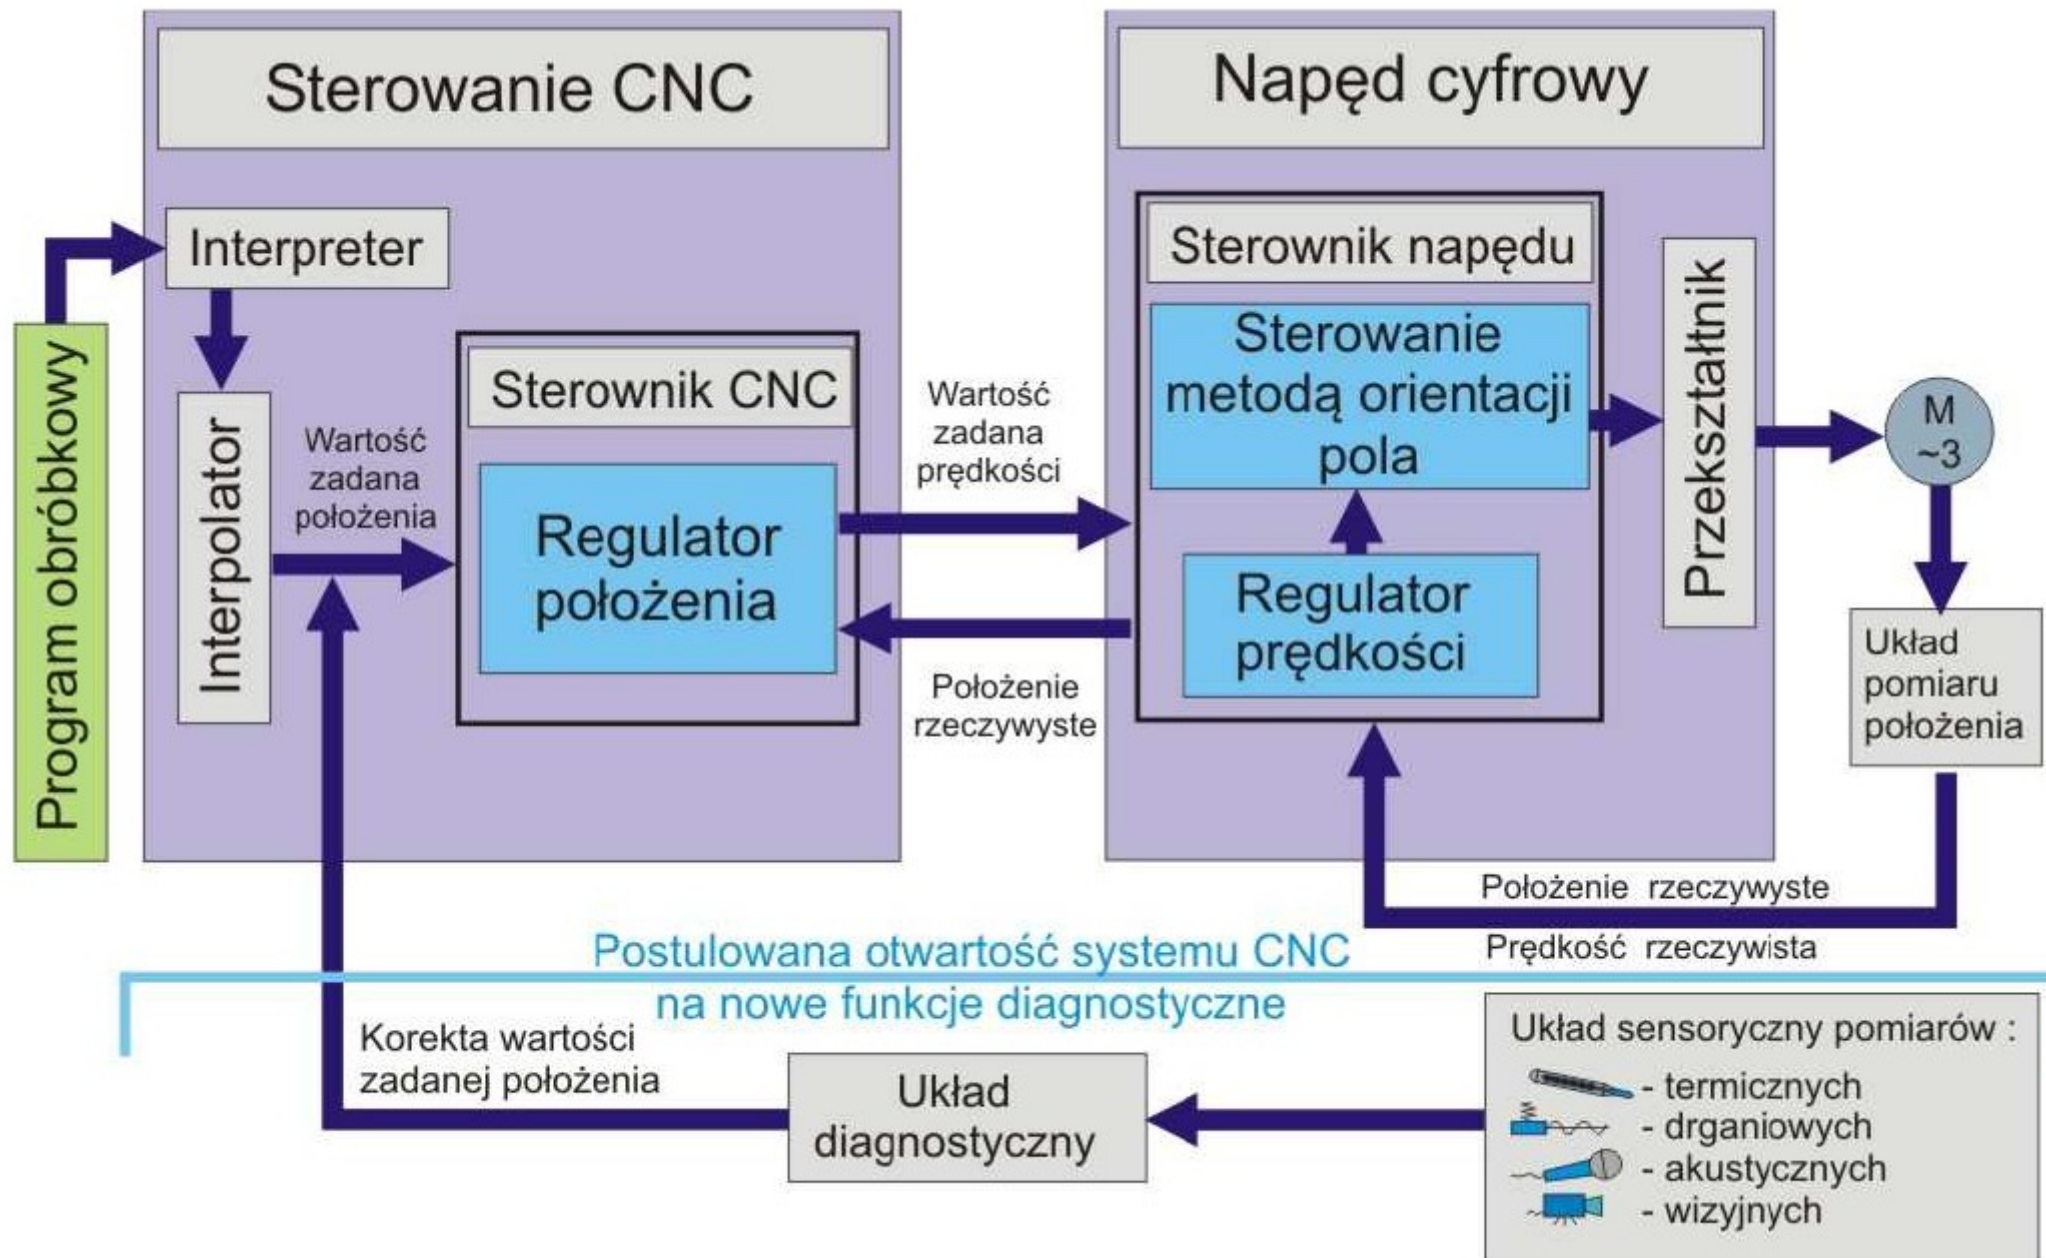 Sterowanie CNC
Napęd cyfrowy
Program obróbkowy
Interpreter
Interpolator
Wartość
zadana
położenia
Sterownik CNC
Regulator
położenia
Wartość
zadana
prędkości
Położenie
rzeczywyste
Sterownik napędu
Sterowanie
metodą orientacji
pola
Regulator
prędkości
Przekształtnik
M
~3
Układ
pomiaru
położenia
Położenie rzeczywyste
Prędkość rzeczywista
Postulowana otwartość systemu CNC
na nowe funkcje diagnostyczne
Korekta wartości
zadanej położenia
Układ
diagnostyczny
Układ sensoryczny pomiarów :
- termicznych
- drganiowych
- akustycznych
- wizyjnych